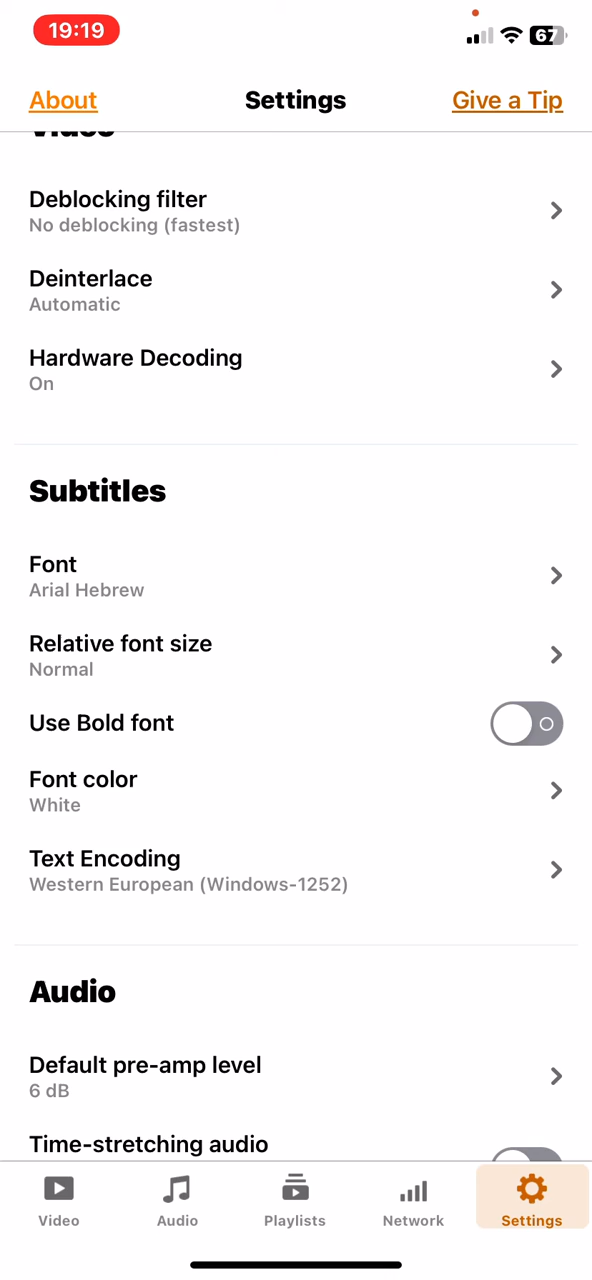 19:19
67
About
Settings
Give a Tip
Video
Deblocking filter
No deblocking (fastest)
Deinterlace
Automatic
Hardware Decoding
On
Subtitles
Font
Arial Hebrew
Relative font size
Normal
Use Bold font
Font color
White
Text Encoding
Western European (Windows-1252)
Audio
Default pre-amp level
6 dB
Time-stretching audio
Video
Audio
Playlists
Network
Settings